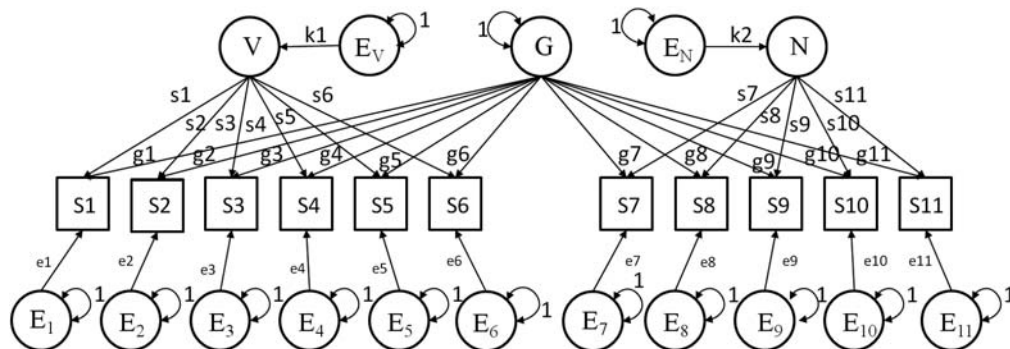 V k1 E_V 1 1 G 1 E_N k2 N
s1 s2 s3 s4 s5 s6 s7 s8 s9 s10 s11
g1 g2 g3 g4 g5 g6 g7 g8 g9 g10 g11
S1 S2 S3 S4 S5 S6 S7 S8 S9 S10 S11
e1 e2 e3 e4 e5 e6 e7 e8 e9 e10 e11
E₁ 1 E₂ 1 E₃ 1 E₄ 1 E₅ 1 E₆ 1 E₇ 1 E₈ 1 E₉ 1 E₁₀ 1 E₁₁ 1